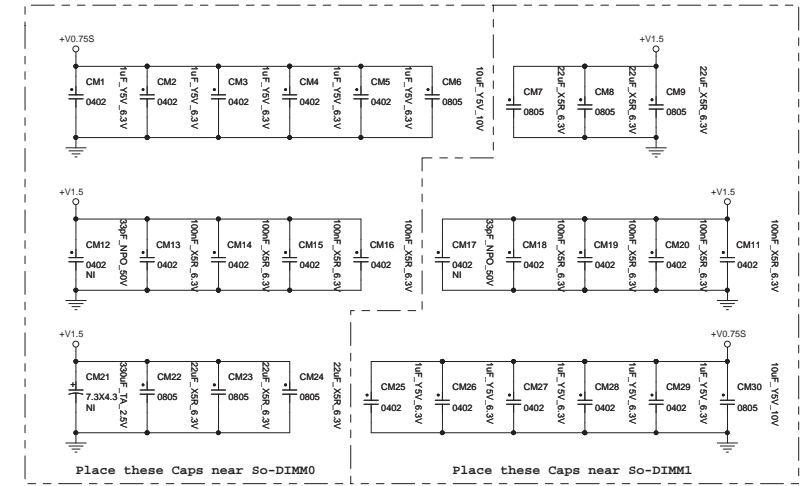 +V0.75S
CM1
0402
1uF_Y5V_6.3V
CM2
0402
1uF_Y5V_6.3V
CM3
0402
1uF_Y5V_6.3V
CM4
0402
1uF_Y5V_6.3V
CM5
0402
1uF_Y5V_6.3V
CM6
0805
10uF_Y5V_10V
+V1.5
CM7
0805
22uF_X5R_6.3V
CM8
0805
22uF_X5R_6.3V
CM9
0805
22uF_X5R_6.3V
+V1.5
CM12
0402
NI
33pF_NPO_50V
CM13
0402
100nF_X5R_6.3V
CM14
0402
100nF_X5R_6.3V
CM15
0402
100nF_X5R_6.3V
CM16
0402
100nF_X5R_6.3V
+V1.5
CM17
0402
NI
33pF_NPO_50V
CM18
0402
100nF_X5R_6.3V
CM19
0402
100nF_X5R_6.3V
CM20
0402
100nF_X5R_6.3V
CM11
0402
100nF_X5R_6.3V
+V1.5
CM21
7.3X4.3
NI
330uF_TA_2.5V
CM22
0805
22uF_X5R_6.3V
CM23
0805
22uF_X5R_6.3V
CM24
0805
22uF_X5R_6.3V
+V0.75S
CM25
0402
1uF_Y5V_6.3V
CM26
0402
1uF_Y5V_6.3V
CM27
0402
1uF_Y5V_6.3V
CM28
0402
1uF_Y5V_6.3V
CM29
0402
1uF_Y5V_6.3V
CM30
0805
10uF_Y5V_10V
Place these Caps near So-DIMM0
Place these Caps near So-DIMM1